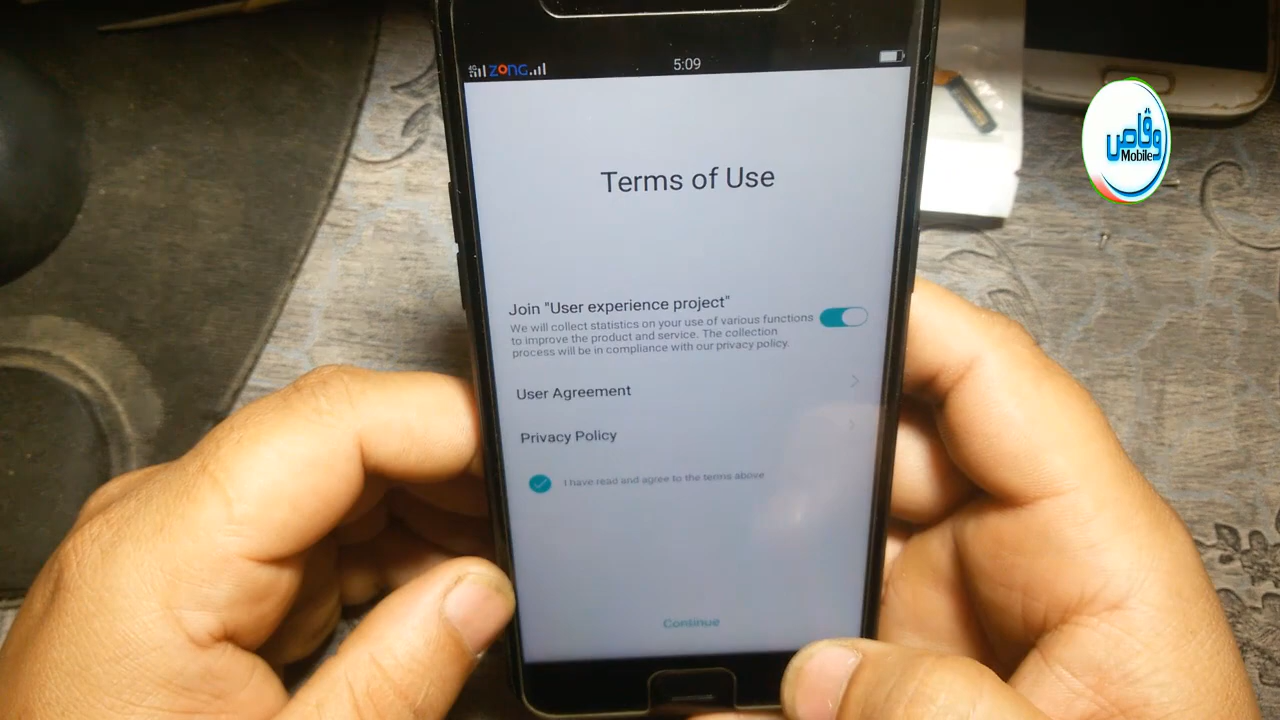 4G ZONG
5:09
وقاص
Mobile
Terms of Use
Join "User experience project"
We will collect statistics on your use of various functions
to improve the product and service. The collection
process will be in compliance with our privacy policy.
User Agreement
Privacy Policy
I have read and agree to the terms above
Continue